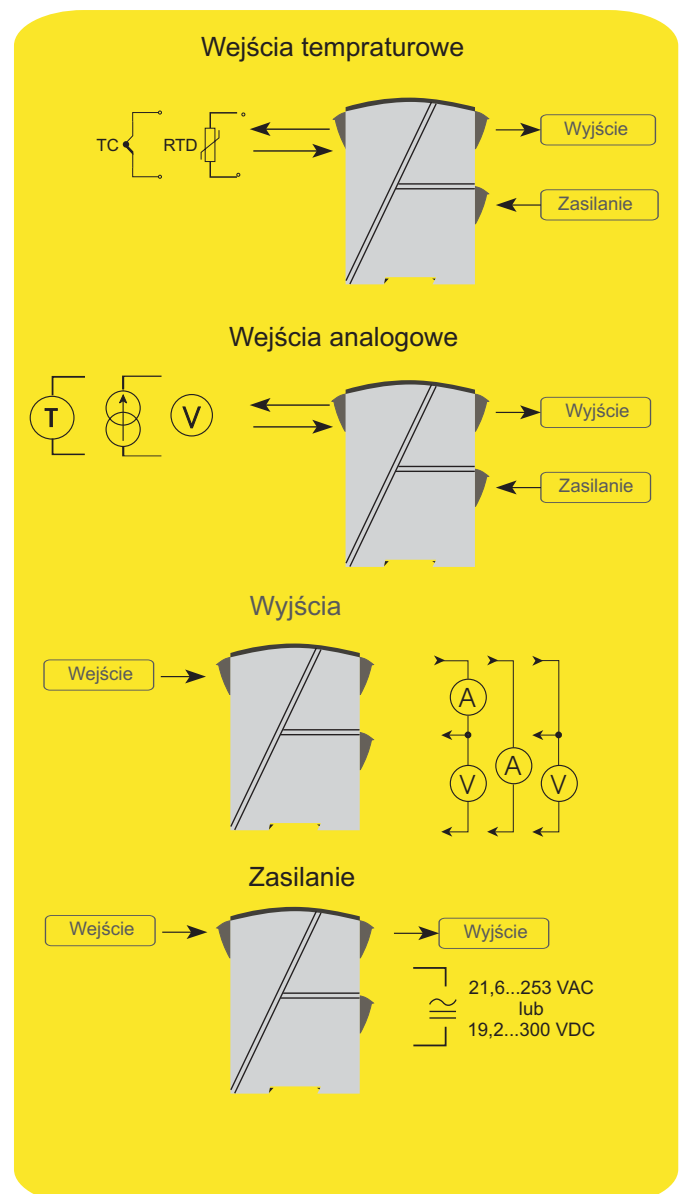 Wejścia tempraturowe
TC
RTD
Wyjście
Zasilanie
Wejścia analogowe
T
V
Wyjście
Zasilanie
Wyjścia
Wejście
A
A
V
V
Zasilanie
Wejście
Wyjście
21,6...253 VAC
lub
19,2...300 VDC